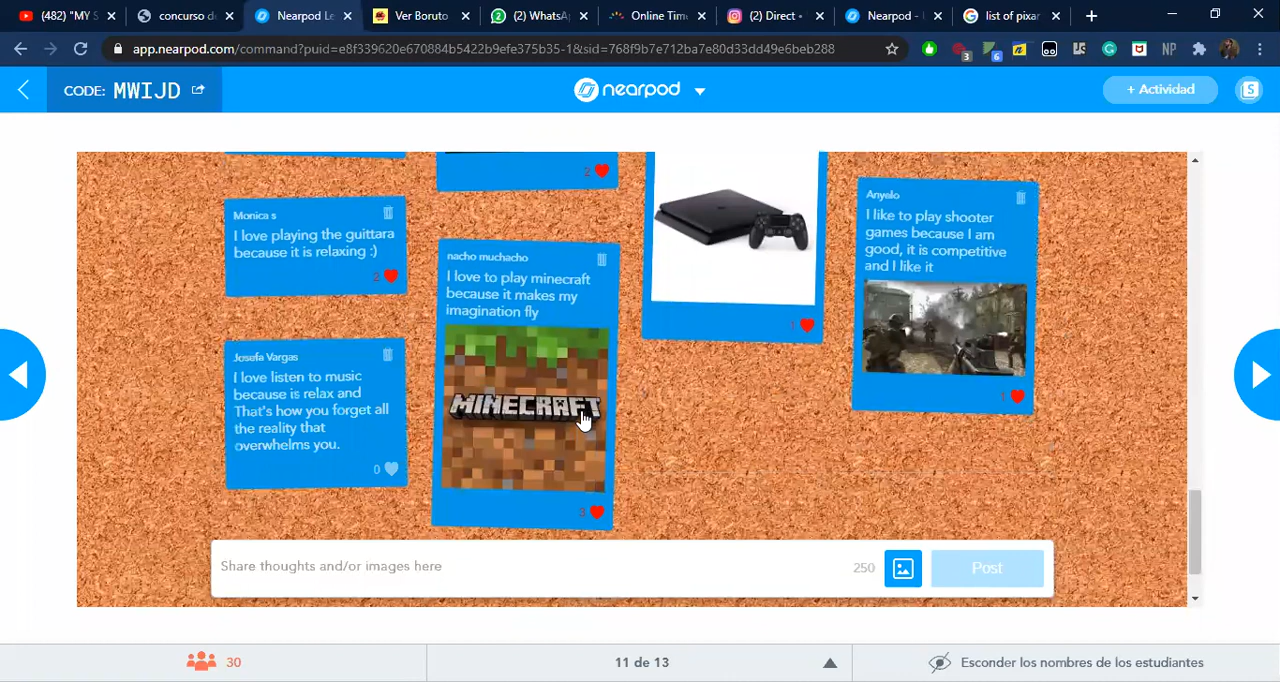 (482) "MY S
concurso d
Nearpod Le
Ver Boruto
(2) WhatsA
Online Tim
(2) Direct •
Nearpod -
list of pixar
app.nearpod.com/command?puid=e8f339620e670884b5422b9efe375b35-1&sid=768f9b7e712ba7e80d33dd49e6beb288
3
6
NP
CODE: MWIJD
nearpod
+ Actividad
S
2
Monica s
I love playing the guittara
because it is relaxing :)
2
Josefa Vargas
I love listen to music
because is relax and
That's how you forget all
the reality that
overwhelms you.
0
nacho muchacho
I love to play minecraft
because it makes my
imagination fly
MINECRAFT
3
1
Anyelo
I like to play shooter
games because I am
good, it is competitive
and I like it
1
Share thoughts and/or images here
250
Post
30
11 de 13
Esconder los nombres de los estudiantes